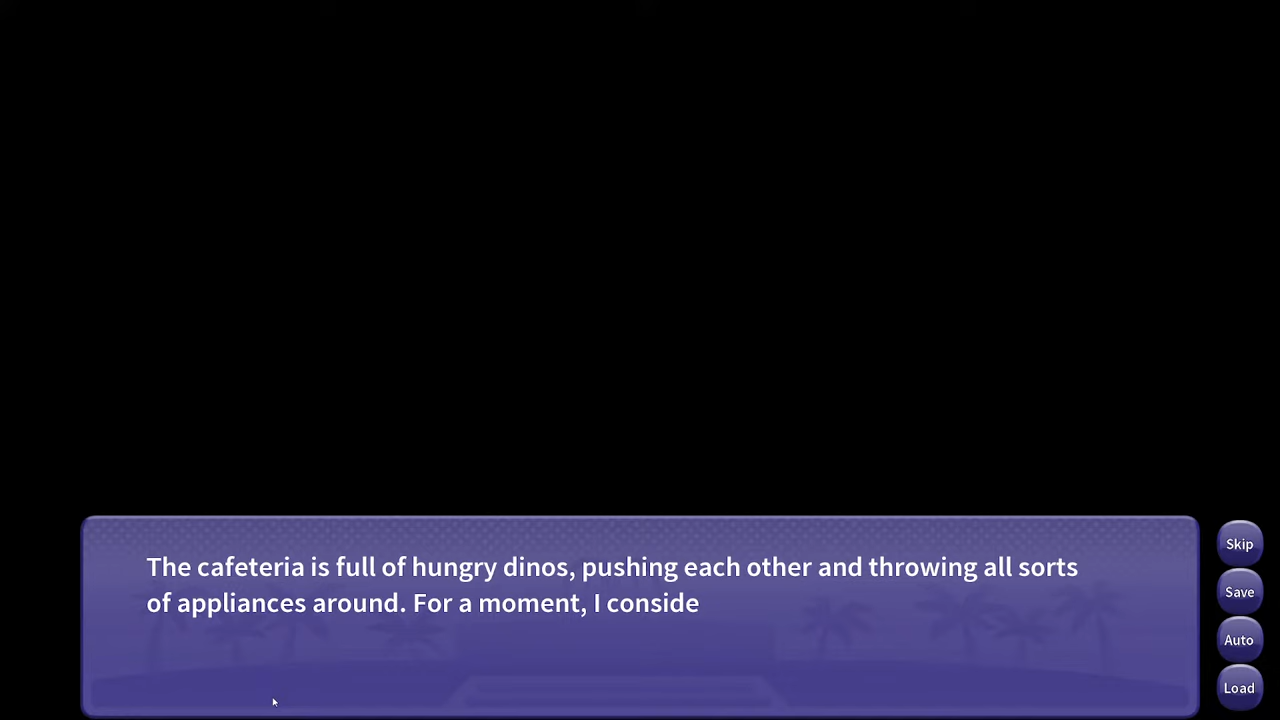 The cafeteria is full of hungry dinos, pushing each other and throwing all sorts
of appliances around. For a moment, I conside
Skip
Save
Auto
Load